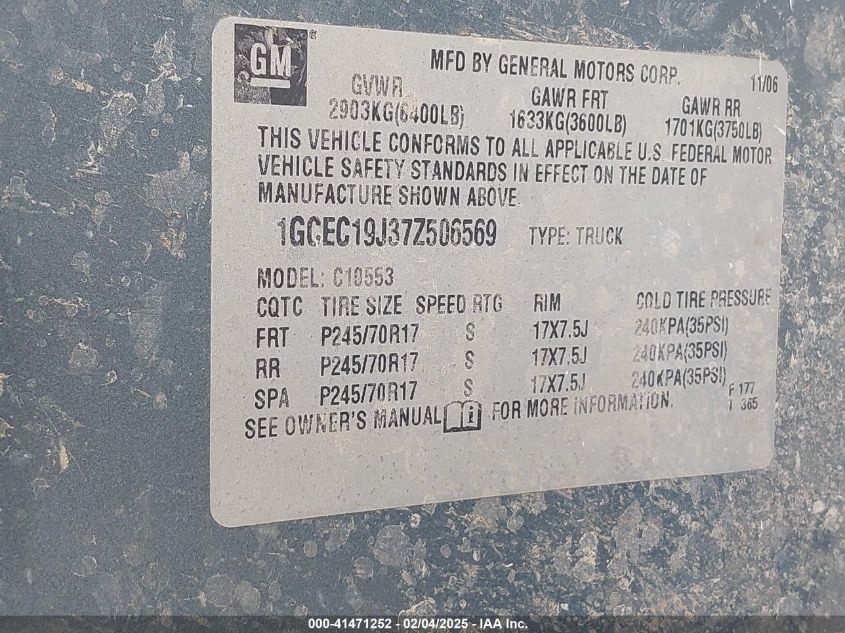 GM®
MFD BY GENERAL MOTORS CORP. 11/06
GVWR GAWR FRT GAWR RR
2903KG(6400LB) 1633KG(3600LB) 1701KG(3750LB)
THIS VEHICLE CONFORMS TO ALL APPLICABLE U.S. FEDERAL MOTOR
VEHICLE SAFETY STANDARDS IN EFFECT ON THE DATE OF
MANUFACTURE SHOWN ABOVE.
1GCEC19J37Z506569 TYPE: TRUCK
MODEL: C10553
CQTC TIRE SIZE SPEED RTG RIM COLD TIRE PRESSURE
FRT P245/70R17 S 17X7.5J 240KPA(35PSI)
RR P245/70R17 S 17X7.5J 240KPA(35PSI)
SPA P245/70R17 S 17X7.5J 240KPA(35PSI)
F 177
SEE OWNER'S MANUAL i FOR MORE INFORMATION. T 365
000-41471252 - 02/04/2025 - IAA Inc.